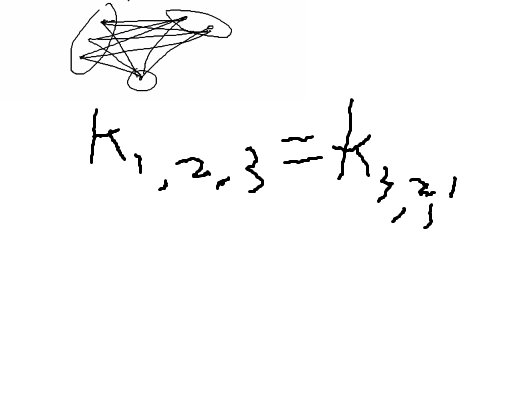 K₁,₂,₃ = K₃,₂,₁